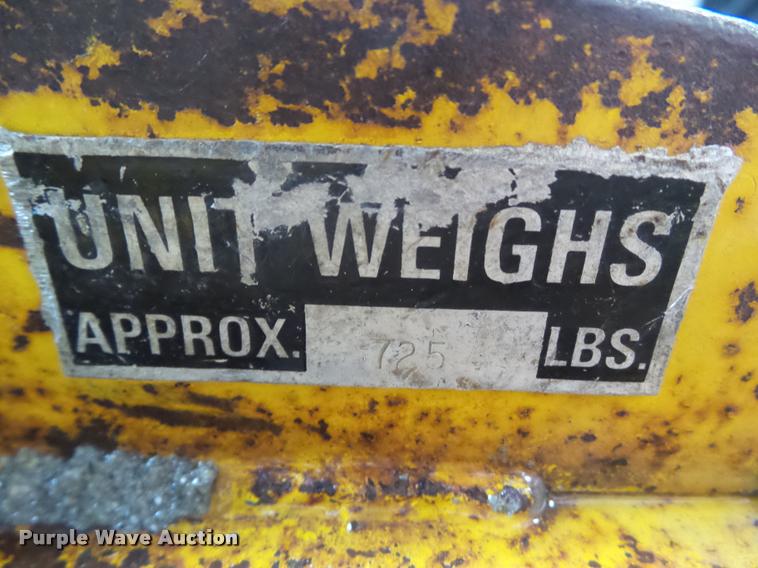 UNIT WEIGHS
APPROX. 725 LBS.
Purple Wave Auction